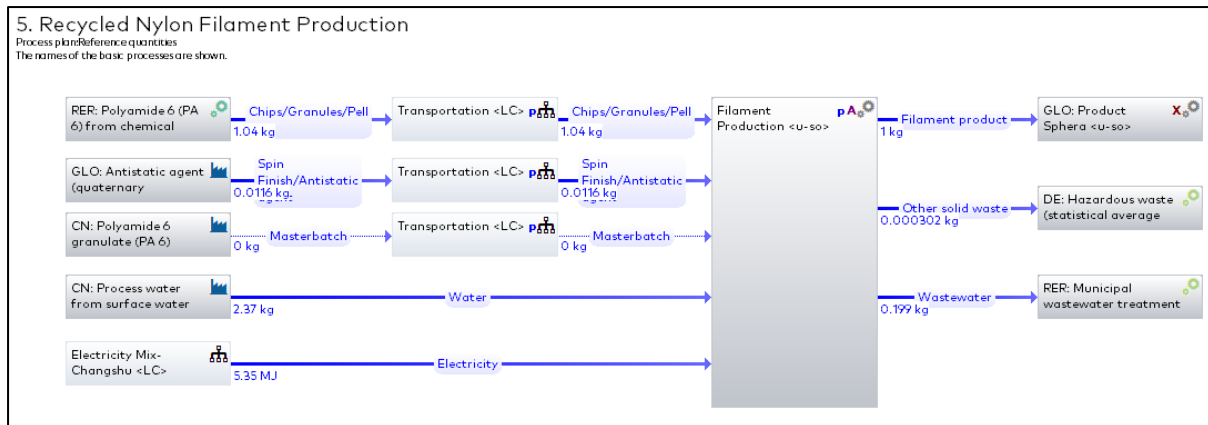 5. Recycled Nylon Filament Production
Process plan:Reference quantities
The names of the basic processes are shown.
RER: Polyamide 6 (PA
6) from chemical
Chips/Granules/Pell
1.04 kg
Transportation <LC>
p
Chips/Granules/Pell
1.04 kg
Filament
Production <u-so>
pA
Filament product
1 kg
GLO: Product
Sphera <u-so>
X
GLO: Antistatic agent
(quaternary
Spin
Finish/Antistatic
agent
0.0116 kg
Transportation <LC>
p
Spin
Finish/Antistatic
agent
0.0116 kg
Other solid waste
0.000302 kg
DE: Hazardous waste
(statistical average
CN: Polyamide 6
granulate (PA 6)
Masterbatch
0 kg
Transportation <LC>
p
Masterbatch
0 kg
CN: Process water
from surface water
Water
2.37 kg
Wastewater
0.199 kg
RER: Municipal
wastewater treatment
Electricity Mix-
Changshu <LC>
Electricity
5.35 MJ